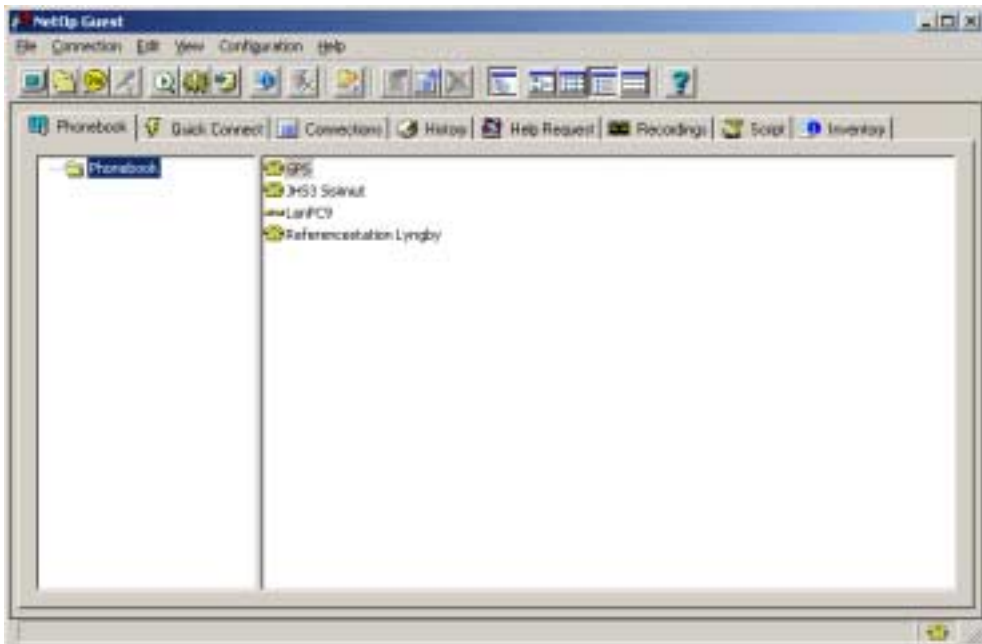 NetOp Guest
File Connection Edit View Configuration Help
Phonebook Quick Connect Connections History Help Request Recordings Script Inventory
Phonebook
GPS
JHS3 Sisimiut
LanPC9
Referencestation Lyngby